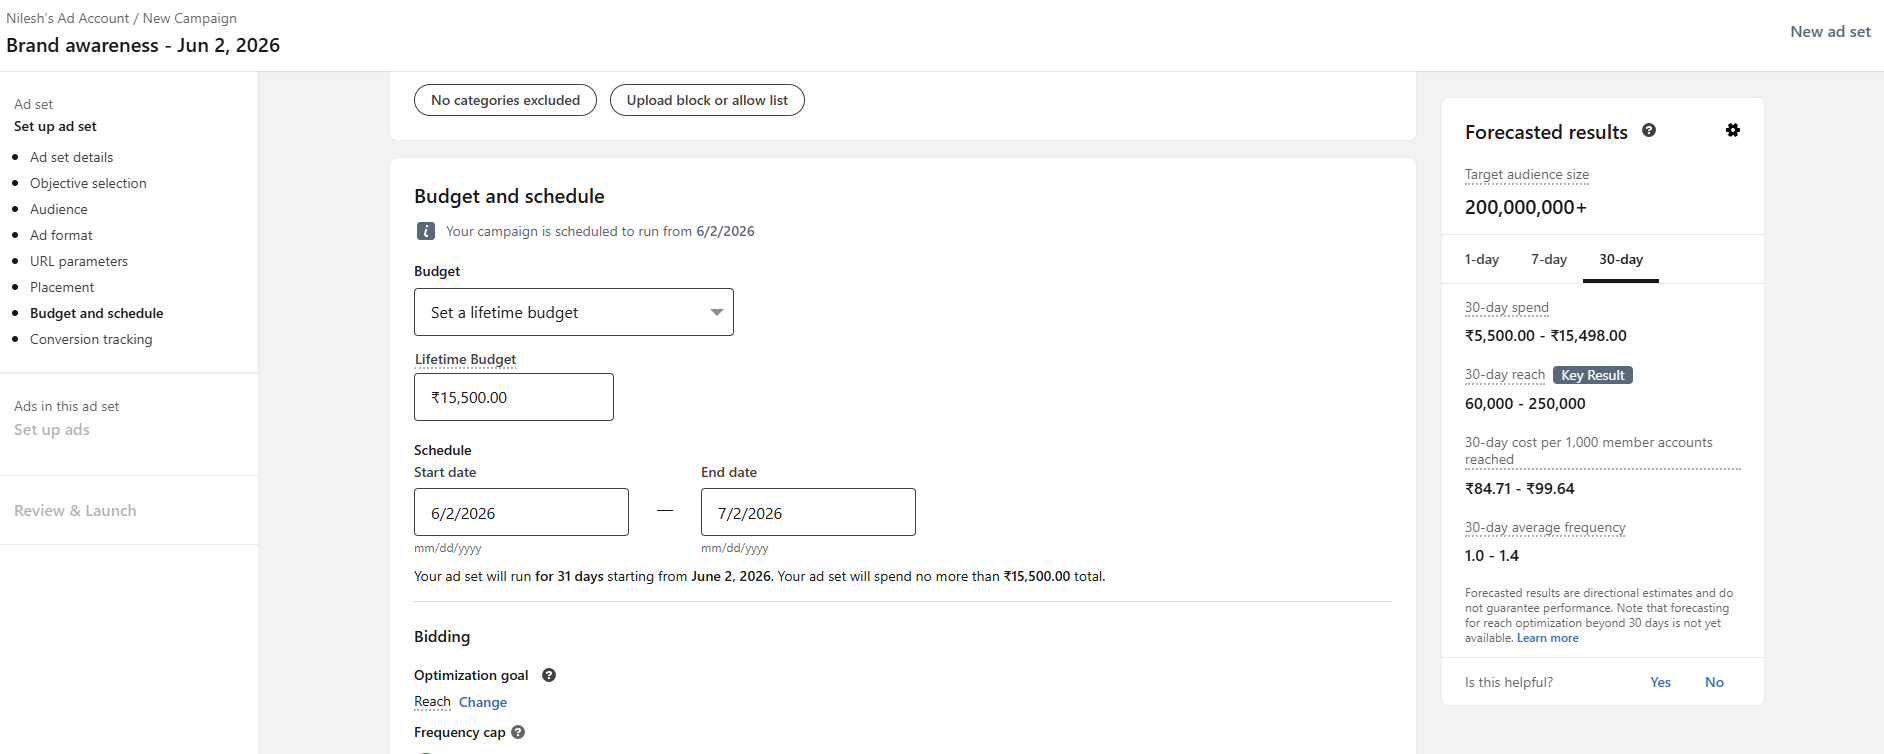 Nilesh's Ad Account / New Campaign
Brand awareness - Jun 2, 2026
New ad set
Ad set
Set up ad set
Ad set details
Objective selection
Audience
Ad format
URL parameters
Placement
Budget and schedule
Conversion tracking
Ads in this ad set
Set up ads
Review & Launch
No categories excluded
Upload block or allow list
Budget and schedule
i Your campaign is scheduled to run from 6/2/2026
Budget
Set a lifetime budget
Lifetime Budget
₹15,500.00
Schedule
Start date
End date
6/2/2026
—
7/2/2026
mm/dd/yyyy
mm/dd/yyyy
Your ad set will run for 31 days starting from June 2, 2026. Your ad set will spend no more than ₹15,500.00 total.
Bidding
Optimization goal ?
Reach Change
Frequency cap ?
Forecasted results ?
Target audience size
200,000,000+
1-day 7-day 30-day
30-day spend
₹5,500.00 - ₹15,498.00
30-day reach Key Result
60,000 - 250,000
30-day cost per 1,000 member accounts
reached
₹84.71 - ₹99.64
30-day average frequency
1.0 - 1.4
Forecasted results are directional estimates and do
not guarantee performance. Note that forecasting
for reach optimization beyond 30 days is not yet
available. Learn more
Is this helpful? Yes No